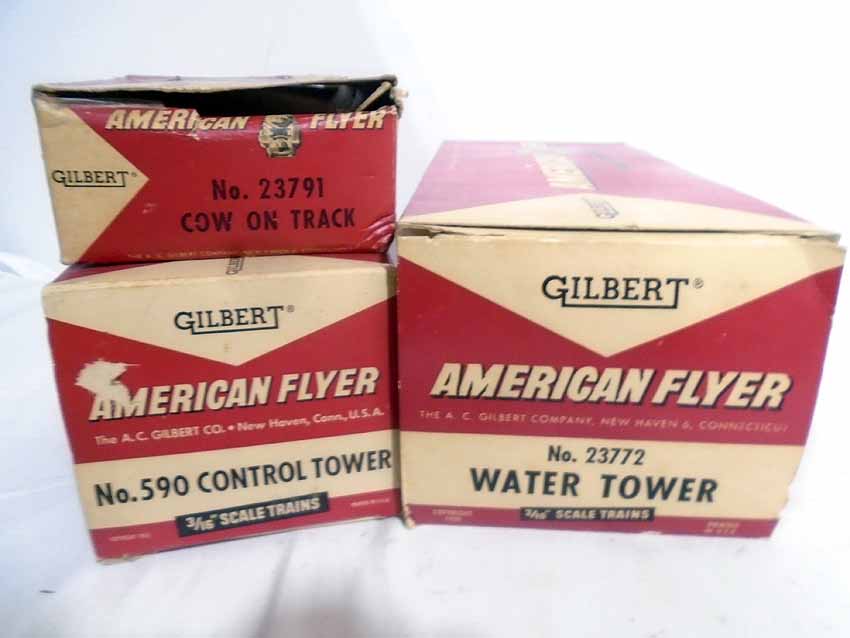 AMERICAN FLYER
GILBERT®
No. 23791
COW ON TRACK
GILBERT®
AMERICAN FLYER
The A.C. GILBERT CO. • New Haven, Conn., U.S.A.
No. 590 CONTROL TOWER
3/16" SCALE TRAINS
GILBERT®
AMERICAN FLYER
THE A. C. GILBERT COMPANY, NEW HAVEN 6, CONNECTICUT
No. 23772
WATER TOWER
3/16" SCALE TRAINS
COPYRIGHT